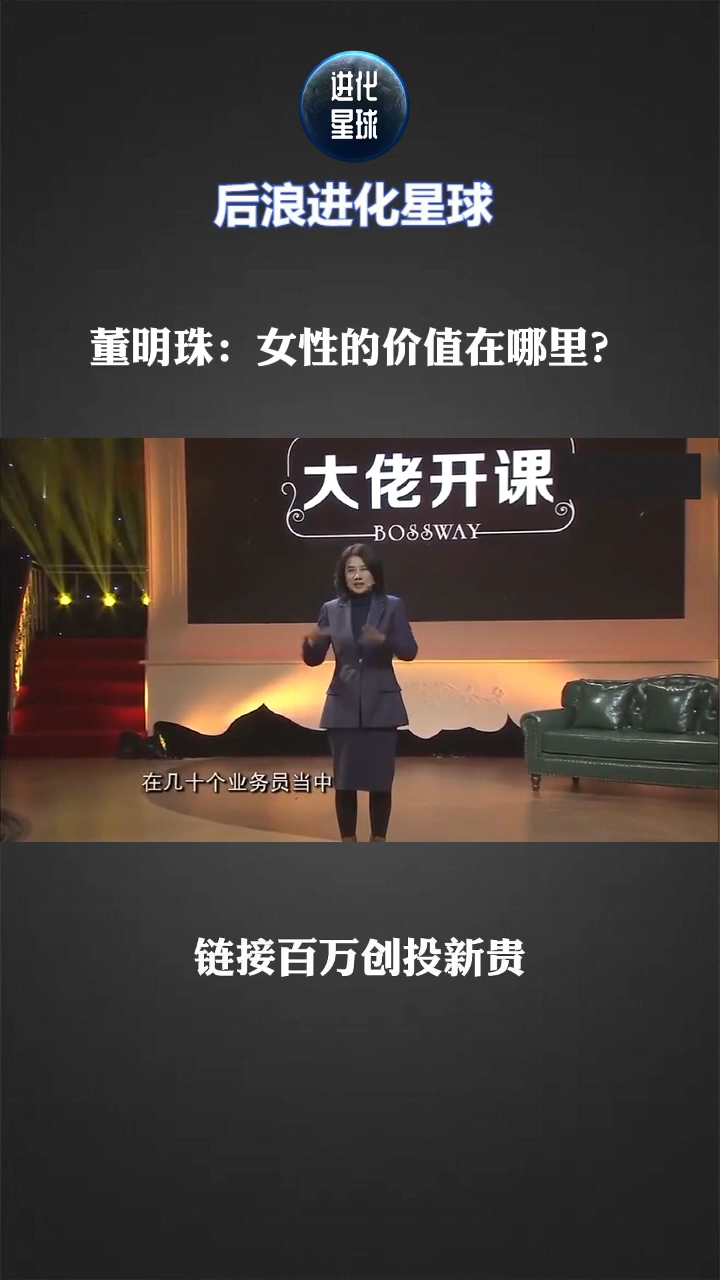 进化
星球
后浪进化星球
董明珠：女性的价值在哪里?
大佬开课
BOSSWAY
在几十个业务员当中
链接百万创投新贵